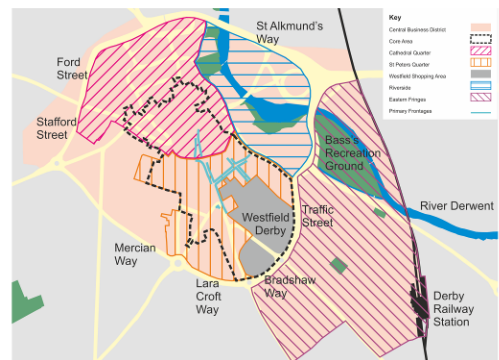 St Alkmund's
Way
Ford
Street
Stafford
Street
Bass's
Recreation
Ground
River Derwent
Traffic
Street
Westfield
Derby
Mercian
Way
Lara
Croft
Way
Bradshaw
Way
Derby
Railway
Station
Key
Central Business District
Core Area
Cathedral Quarter
St Peters Quarter
Westfield Shopping Area
Riverside
Eastern Fringes
Primary Frontages